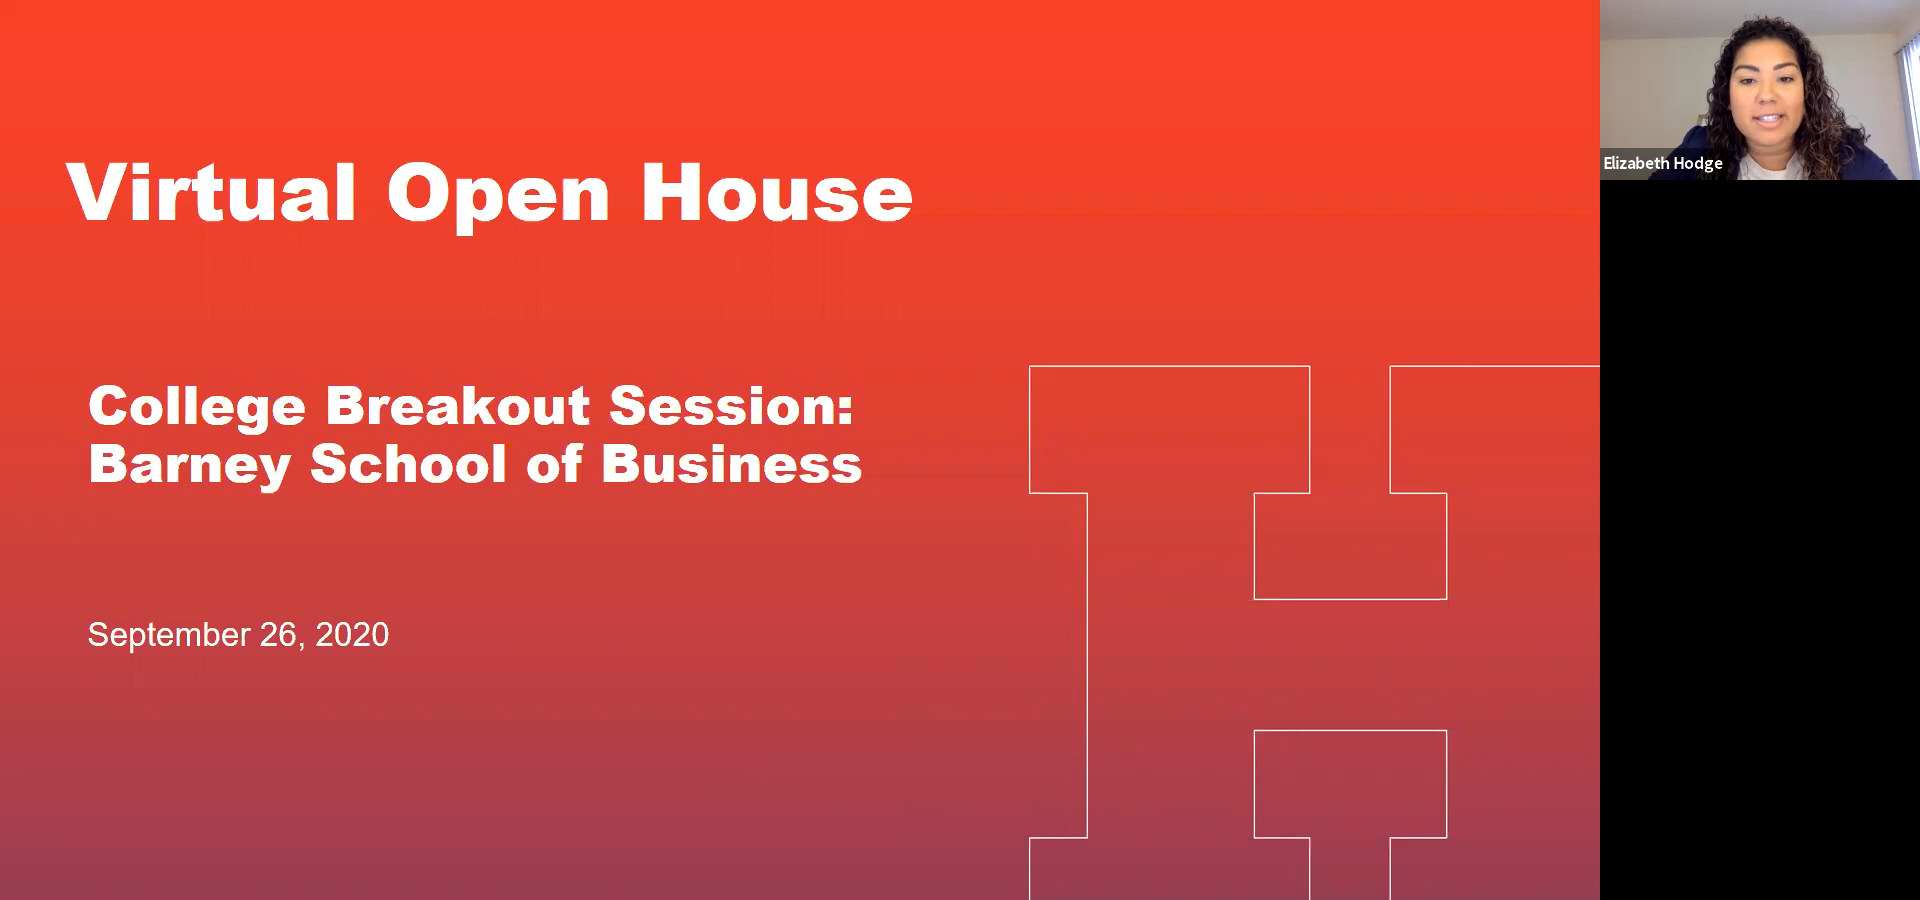 Virtual Open House
College Breakout Session:
Barney School of Business
September 26, 2020
Elizabeth Hodge